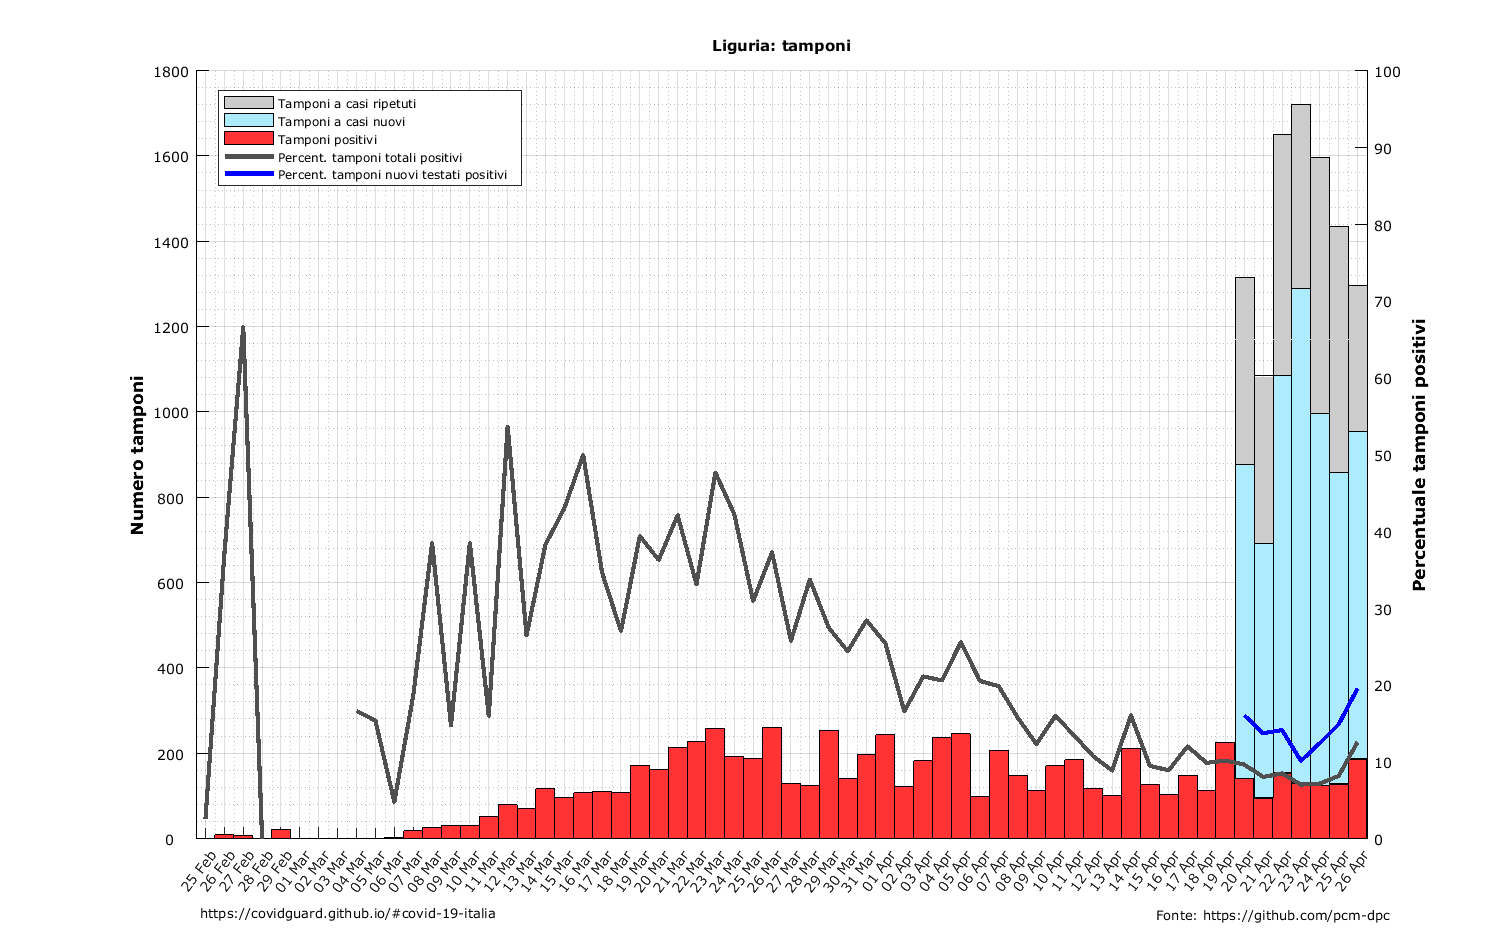 Liguria: tamponi
1800
1600
1400
1200
1000
800
600
400
200
0
Numero tamponi
Tamponi a casi ripetuti
Tamponi a casi nuovi
Tamponi positivi
Percent. tamponi totali positivi
Percent. tamponi nuovi testati positivi
100
90
80
70
60
50
40
30
20
10
0
Percentuale tamponi positivi
25 Feb
26 Feb
27 Feb
28 Feb
29 Feb
01 Mar
02 Mar
03 Mar
04 Mar
05 Mar
06 Mar
07 Mar
08 Mar
09 Mar
10 Mar
11 Mar
12 Mar
13 Mar
14 Mar
15 Mar
16 Mar
17 Mar
18 Mar
19 Mar
20 Mar
21 Mar
22 Mar
23 Mar
24 Mar
25 Mar
26 Mar
27 Mar
28 Mar
29 Mar
30 Mar
31 Mar
01 Apr
02 Apr
03 Apr
04 Apr
05 Apr
06 Apr
07 Apr
08 Apr
09 Apr
10 Apr
11 Apr
12 Apr
13 Apr
14 Apr
15 Apr
16 Apr
17 Apr
18 Apr
19 Apr
20 Apr
21 Apr
22 Apr
23 Apr
24 Apr
25 Apr
26 Apr
https://covidguard.github.io/#covid-19-italia
Fonte: https://github.com/pcm-dpc